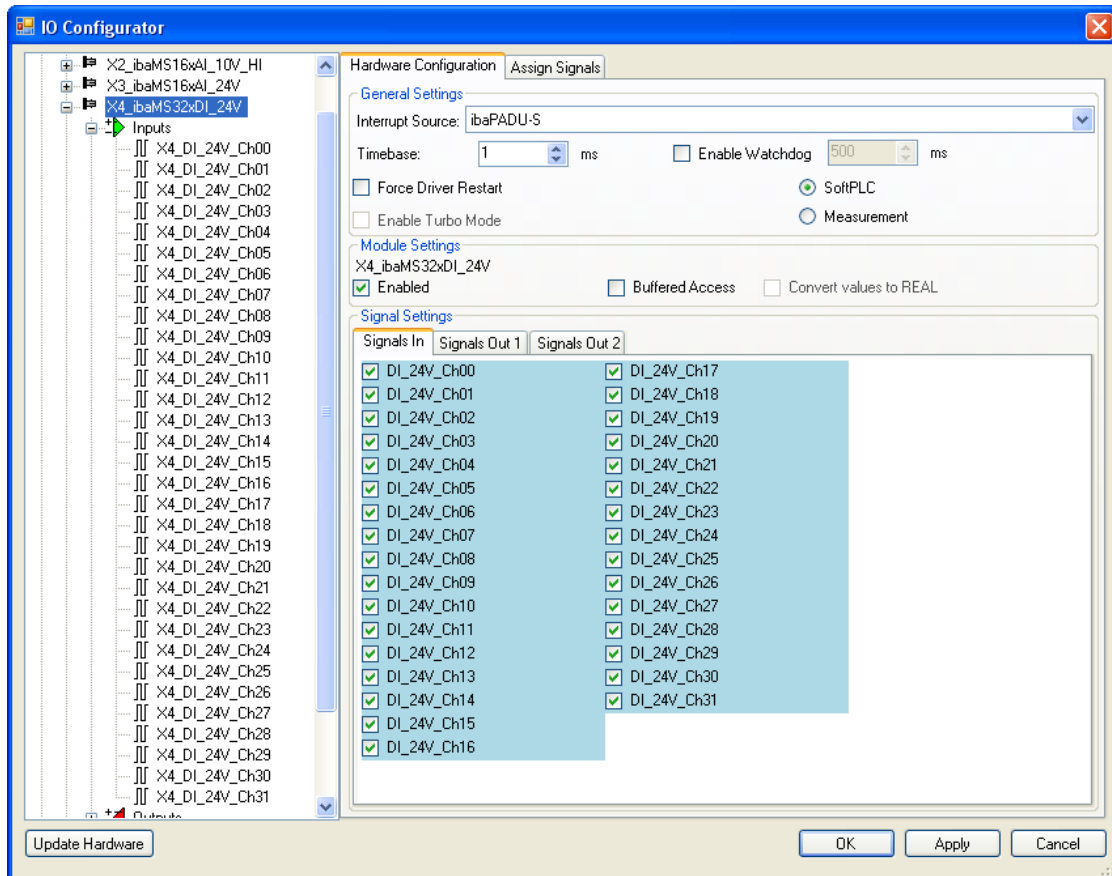 IO Configurator
X2_ibaMS16xAI_10V_HI
X3_ibaMS16xAI_24V
X4_ibaMS32xDI_24V
Inputs
X4_DI_24V_Ch00
X4_DI_24V_Ch01
X4_DI_24V_Ch02
X4_DI_24V_Ch03
X4_DI_24V_Ch04
X4_DI_24V_Ch05
X4_DI_24V_Ch06
X4_DI_24V_Ch07
X4_DI_24V_Ch08
X4_DI_24V_Ch09
X4_DI_24V_Ch10
X4_DI_24V_Ch11
X4_DI_24V_Ch12
X4_DI_24V_Ch13
X4_DI_24V_Ch14
X4_DI_24V_Ch15
X4_DI_24V_Ch16
X4_DI_24V_Ch17
X4_DI_24V_Ch18
X4_DI_24V_Ch19
X4_DI_24V_Ch20
X4_DI_24V_Ch21
X4_DI_24V_Ch22
X4_DI_24V_Ch23
X4_DI_24V_Ch24
X4_DI_24V_Ch25
X4_DI_24V_Ch26
X4_DI_24V_Ch27
X4_DI_24V_Ch28
X4_DI_24V_Ch29
X4_DI_24V_Ch30
X4_DI_24V_Ch31
Outputs
Hardware Configuration Assign Signals
General Settings
Interrupt Source: ibaPADU-S
Timebase: 1 ms Enable Watchdog 500 ms
Force Driver Restart SoftPLC
Enable Turbo Mode Measurement
Module Settings
X4_ibaMS32xDI_24V
Enabled Buffered Access Convert values to REAL
Signal Settings
Signals In Signals Out 1 Signals Out 2
DI_24V_Ch00 DI_24V_Ch17
DI_24V_Ch01 DI_24V_Ch18
DI_24V_Ch02 DI_24V_Ch19
DI_24V_Ch03 DI_24V_Ch20
DI_24V_Ch04 DI_24V_Ch21
DI_24V_Ch05 DI_24V_Ch22
DI_24V_Ch06 DI_24V_Ch23
DI_24V_Ch07 DI_24V_Ch24
DI_24V_Ch08 DI_24V_Ch25
DI_24V_Ch09 DI_24V_Ch26
DI_24V_Ch10 DI_24V_Ch27
DI_24V_Ch11 DI_24V_Ch28
DI_24V_Ch12 DI_24V_Ch29
DI_24V_Ch13 DI_24V_Ch30
DI_24V_Ch14 DI_24V_Ch31
DI_24V_Ch15
DI_24V_Ch16
Update Hardware OK Apply Cancel